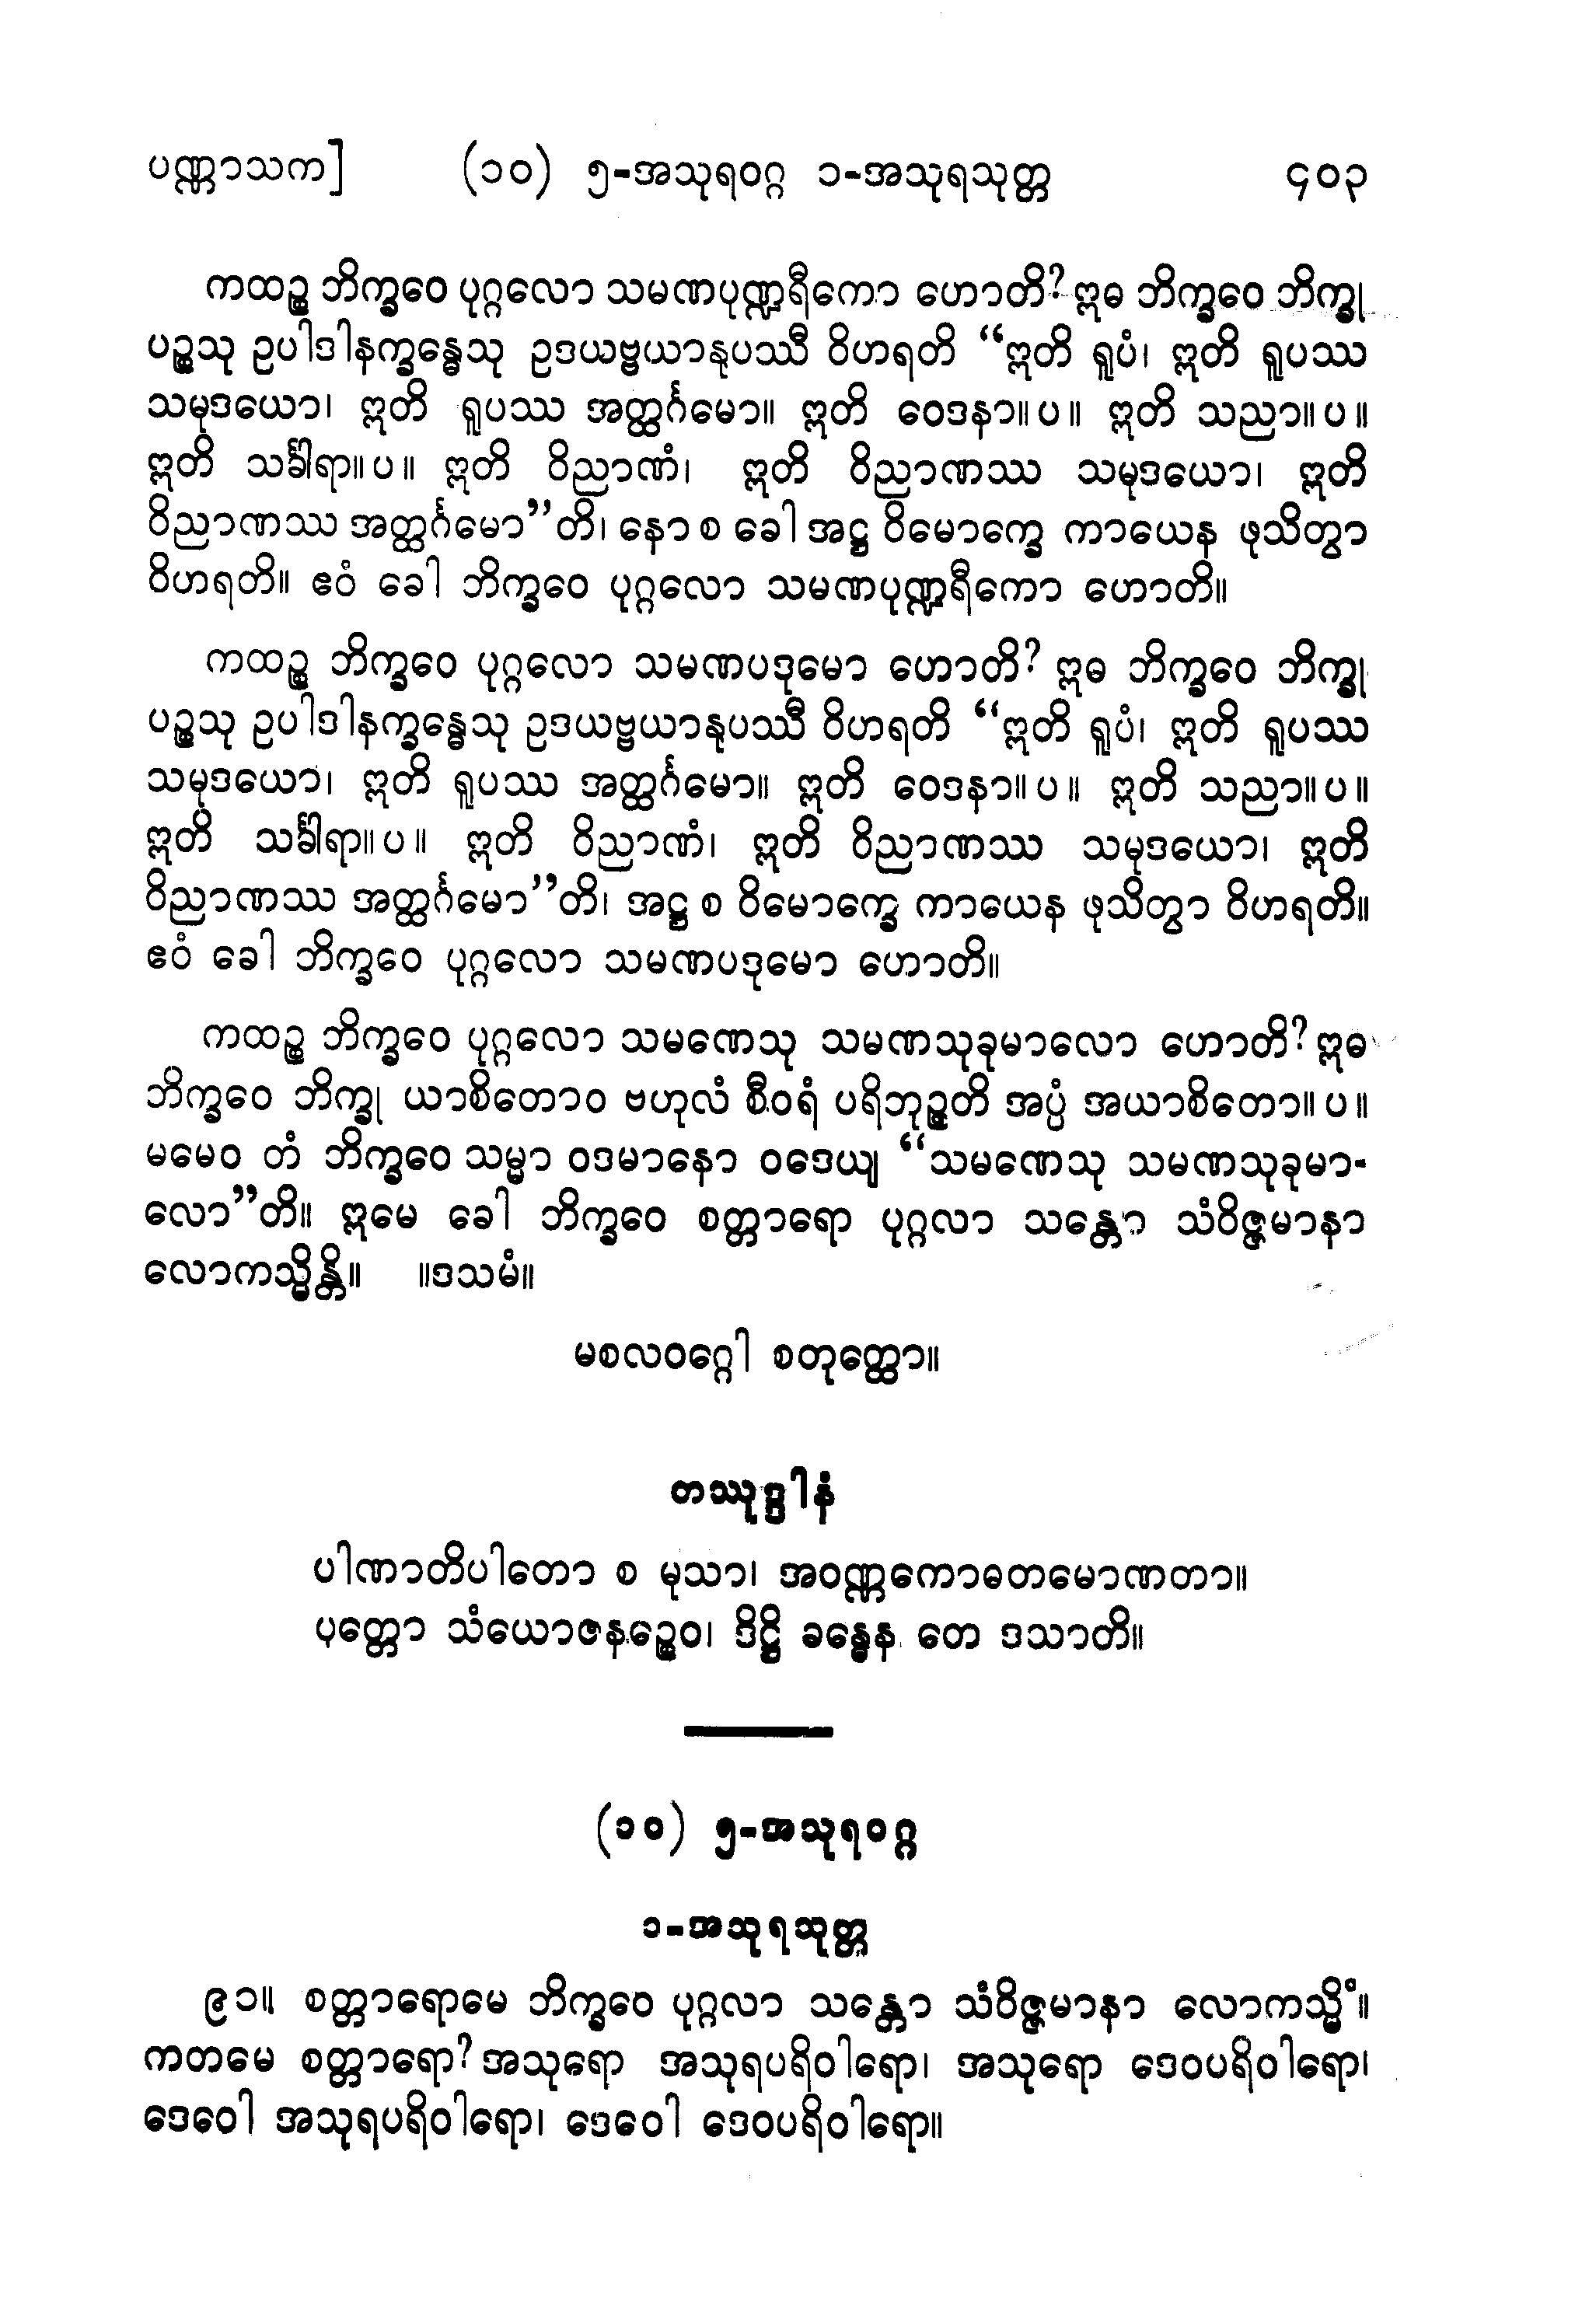 ပဏ္ဏာသက] (၁၀) ၅-အသုရဝဂ္ဂ ၁-အသုရသုတ္တ ၄၀၃
ကထဉ္စ ဘိက္ခဝေ ပုဂ္ဂလော သမဏပုဏ္ဍရီကော ဟောတိ? ဣဓ ဘိက္ခဝေ ဘိက္ခု
ပဉ္စသု ဥပါဒါနက္ခန္ဓေသု ဥဒယဗ္ဗယာနုပဿီ ဝိဟရတိ “ဣတိ ရူပံ၊ ဣတိ ရူပဿ
သမုဒယော၊ ဣတိ ရူပဿ အတ္ထင်္ဂမော။ ဣတိ ဝေဒနာ။ပ။ ဣတိ သညာ။ပ။
ဣတိ သင်္ခါရာ။ပ။ ဣတိ ဝိညာဏံ၊ ဣတိ ဝိညာဏဿ သမုဒယော၊ ဣတိ
ဝိညာဏဿ အတ္ထင်္ဂမော”တိ၊ နော စ ခေါ အဋ္ဌ ဝိမောက္ခေ ကာယေန ဖုသိတွာ
ဝိဟရတိ။ ဧဝံ ခေါ ဘိက္ခဝေ ပုဂ္ဂလော သမဏပုဏ္ဍရီကော ဟောတိ။
ကထဉ္စ ဘိက္ခဝေ ပုဂ္ဂလော သမဏပဒုမော ဟောတိ? ဣဓ ဘိက္ခဝေ ဘိက္ခု
ပဉ္စသု ဥပါဒါနက္ခန္ဓေသု ဥဒယဗ္ဗယာနုပဿီ ဝိဟရတိ “ဣတိ ရူပံ၊ ဣတိ ရူပဿ
သမုဒယော၊ ဣတိ ရူပဿ အတ္ထင်္ဂမော။ ဣတိ ဝေဒနာ။ပ။ ဣတိ သညာ။ပ။
ဣတိ သင်္ခါရာ။ပ။ ဣတိ ဝိညာဏံ၊ ဣတိ ဝိညာဏဿ သမုဒယော၊ ဣတိ
ဝိညာဏဿ အတ္ထင်္ဂမော”တိ၊ အဋ္ဌ စ ဝိမောက္ခေ ကာယေန ဖုသိတွာ ဝိဟရတိ။
ဧဝံ ခေါ ဘိက္ခဝေ ပုဂ္ဂလော သမဏပဒုမော ဟောတိ။
ကထဉ္စ ဘိက္ခဝေ ပုဂ္ဂလော သမဏေသု သမဏသုခုမာလော ဟောတိ? ဣဓ
ဘိက္ခဝေ ဘိက္ခု ယာစိတောဝ ဗဟုလံ စီဝရံ ပရိဘုဉ္ဇတိ အပ္ပံ အယာစိတော။ပ။
မမေဝ တံ ဘိက္ခဝေ သမ္မာ ဝဒမာနော ဝဒေယျ “သမဏေသု သမဏသုခုမာ-
လော”တိ။ ဣမေ ခေါ ဘိက္ခဝေ စတ္တာရော ပုဂ္ဂလာ သန္တော သံဝိဇ္ဇမာနာ
လောကသ္မိန္တိ။ ။ဒသမံ။
မစလဝဂ္ဂေါ စတုတ္ထော။
တဿုဒ္ဒါနံ
ပါဏာတိပါတော စ မုသာ၊ အဝဏ္ဏကောဓတမောဏတာ။
ပုတ္တော သံယောဇနဉ္စေဝ၊ ဒိဋ္ဌိ ခန္ဓေန တေ ဒသာတိ။
(၁၀) ၅-အသုရဝဂ္ဂ
၁-အသုရသုတ္တ
၉၁။ စတ္တာရောမေ ဘိက္ခဝေ ပုဂ္ဂလာ သန္တော သံဝိဇ္ဇမာနာ လောကသ္မိံ။
ကတမေ စတ္တာရော? အသုရော အသုရပရိဝါရော၊ အသုရော ဒေဝပရိဝါရော၊
ဒေဝေါ အသုရပရိဝါရော၊ ဒေဝေါ ဒေဝပရိဝါရော။